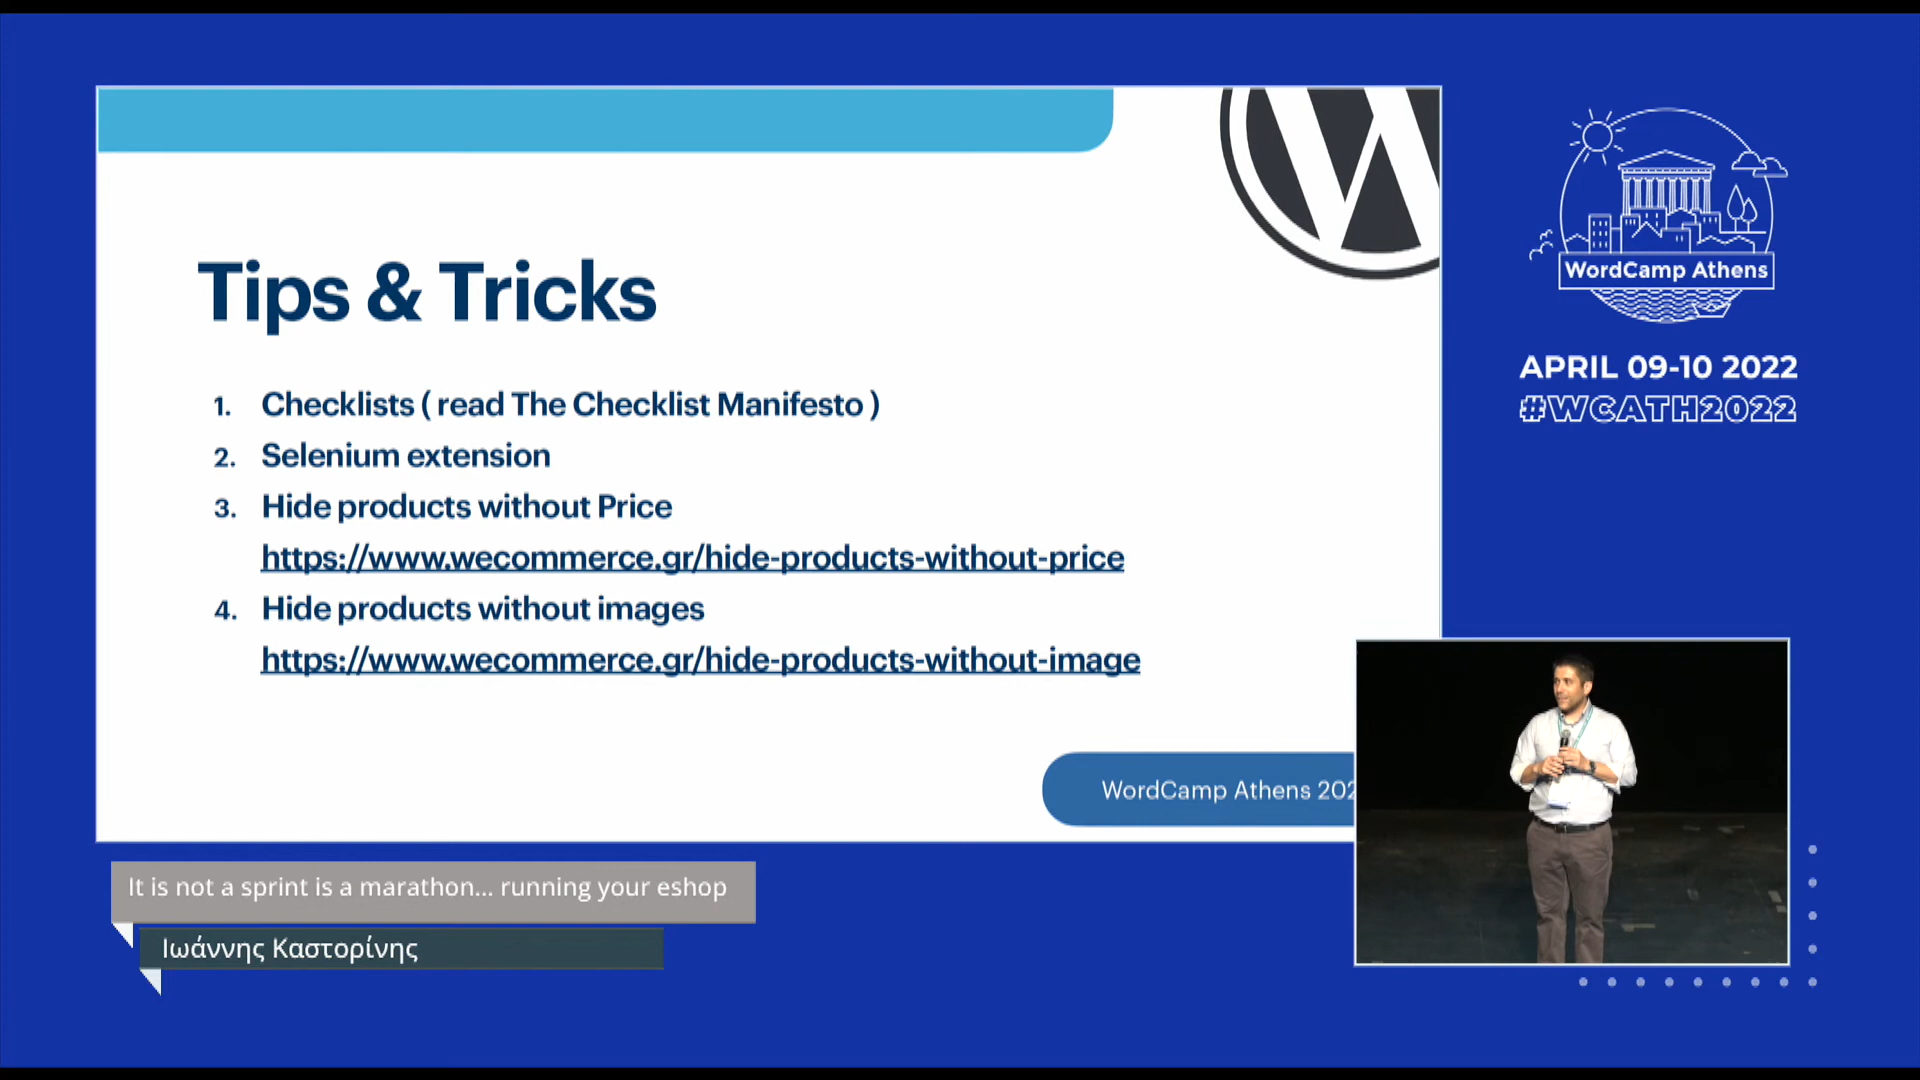 Tips & Tricks
1. Checklists ( read The Checklist Manifesto )
2. Selenium extension
3. Hide products without Price
https://www.wecommerce.gr/hide-products-without-price
4. Hide products without images
https://www.wecommerce.gr/hide-products-without-image
WordCamp Athens 202
WordCamp Athens
APRIL 09-10 2022
#WCATH2022
It is not a sprint is a marathon... running your eshop
Ιωάννης Καστορίνης